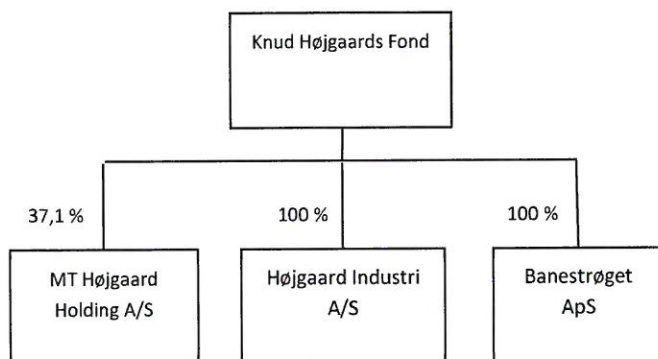 Knud Højgaards Fond
37,1 %
100 %
100 %
MT Højgaard
Holding A/S
Højgaard Industri
A/S
Banestrøget
ApS